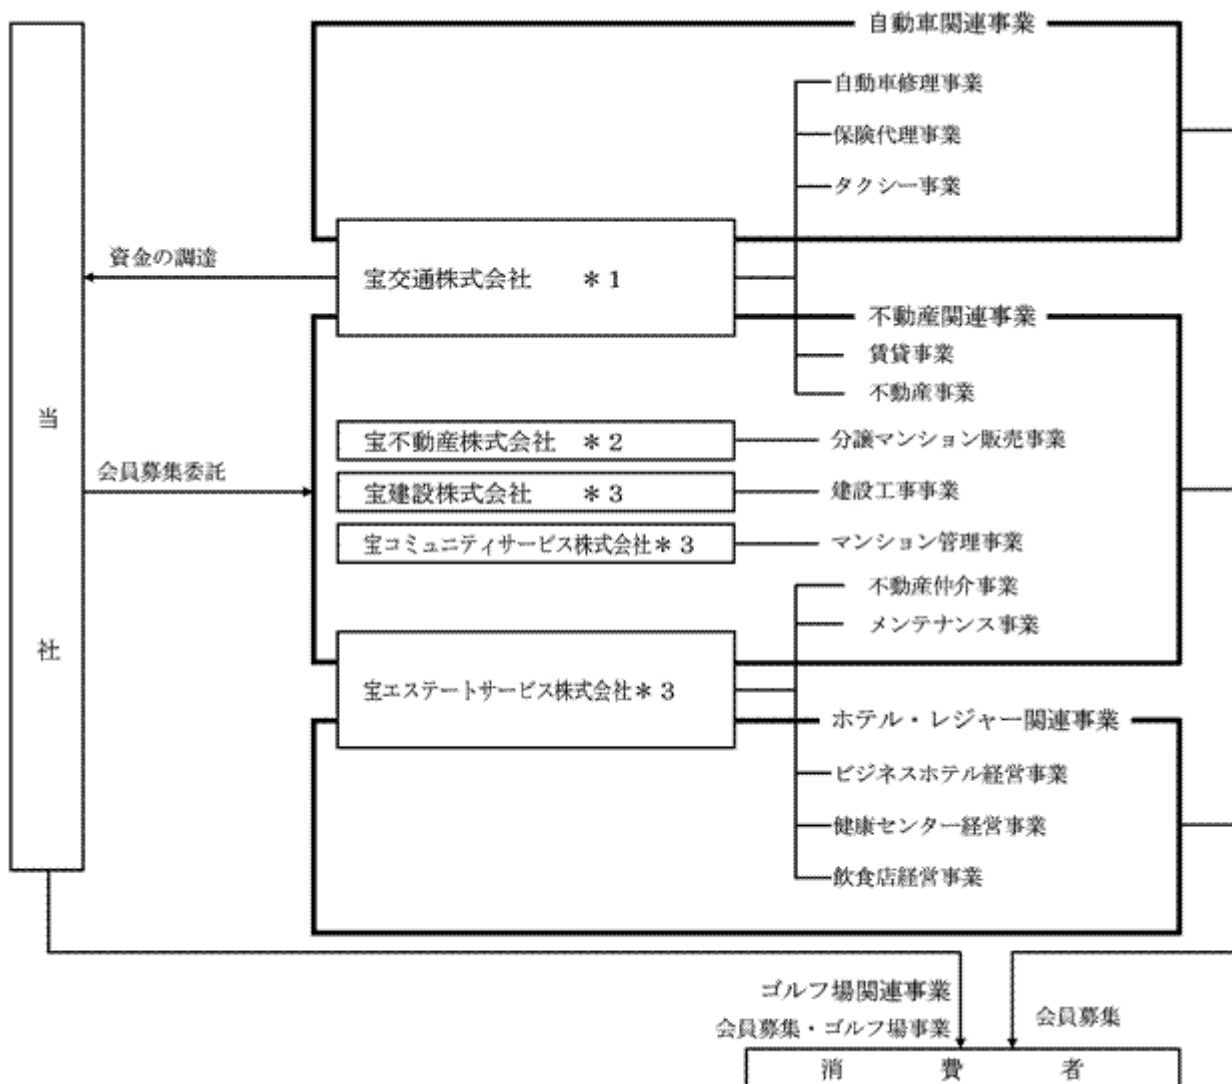 自動車関連事業
自動車修理事業
保険代理事業
タクシー事業
資金の調達
宝交通株式会社　＊1
不動産関連事業
賃貸事業
不動産事業
当社
宝不動産株式会社　＊2
分譲マンション販売事業
会員募集委託
宝建設株式会社　＊3
建設工事事業
宝コミュニティサービス株式会社＊3
マンション管理事業
不動産仲介事業
メンテナンス事業
宝エステートサービス株式会社＊3
ホテル・レジャー関連事業
ビジネスホテル経営事業
健康センター経営事業
飲食店経営事業
ゴルフ場関連事業
会員募集・ゴルフ場事業
会員募集
消費者